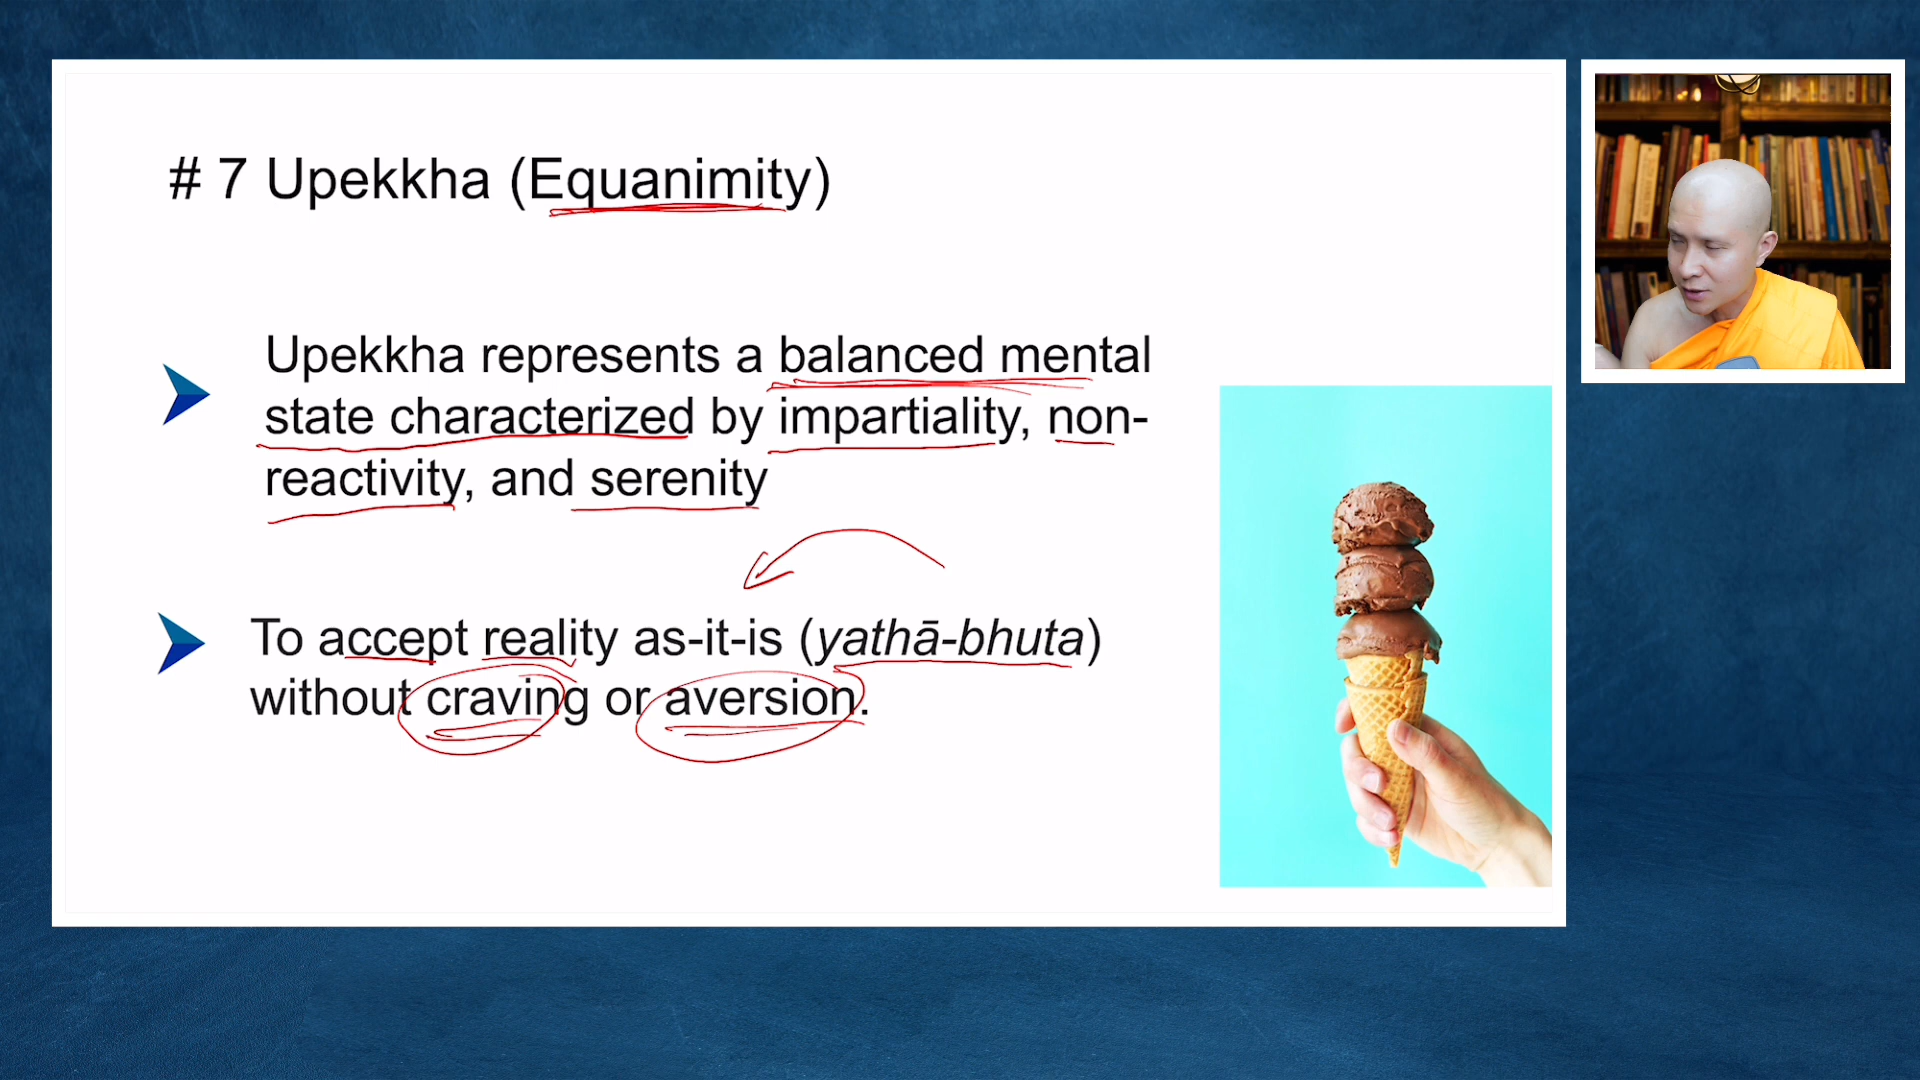 # 7 Upekkha (Equanimity)
Upekkha represents a balanced mental
state characterized by impartiality, non-
reactivity, and serenity
To accept reality as-it-is (yathā-bhuta)
without craving or aversion.